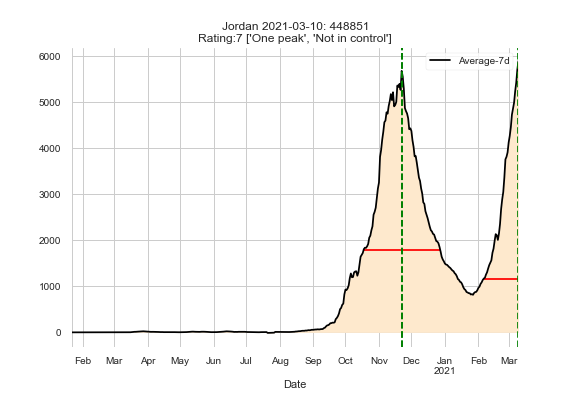 Jordan 2021-03-10: 448851
Rating:7 ['One peak', 'Not in control']
Average-7d
6000
5000
4000
3000
2000
1000
0
Feb Mar Apr May Jun Jul Aug Sep Oct Nov Dec Jan Feb Mar
2021
Date